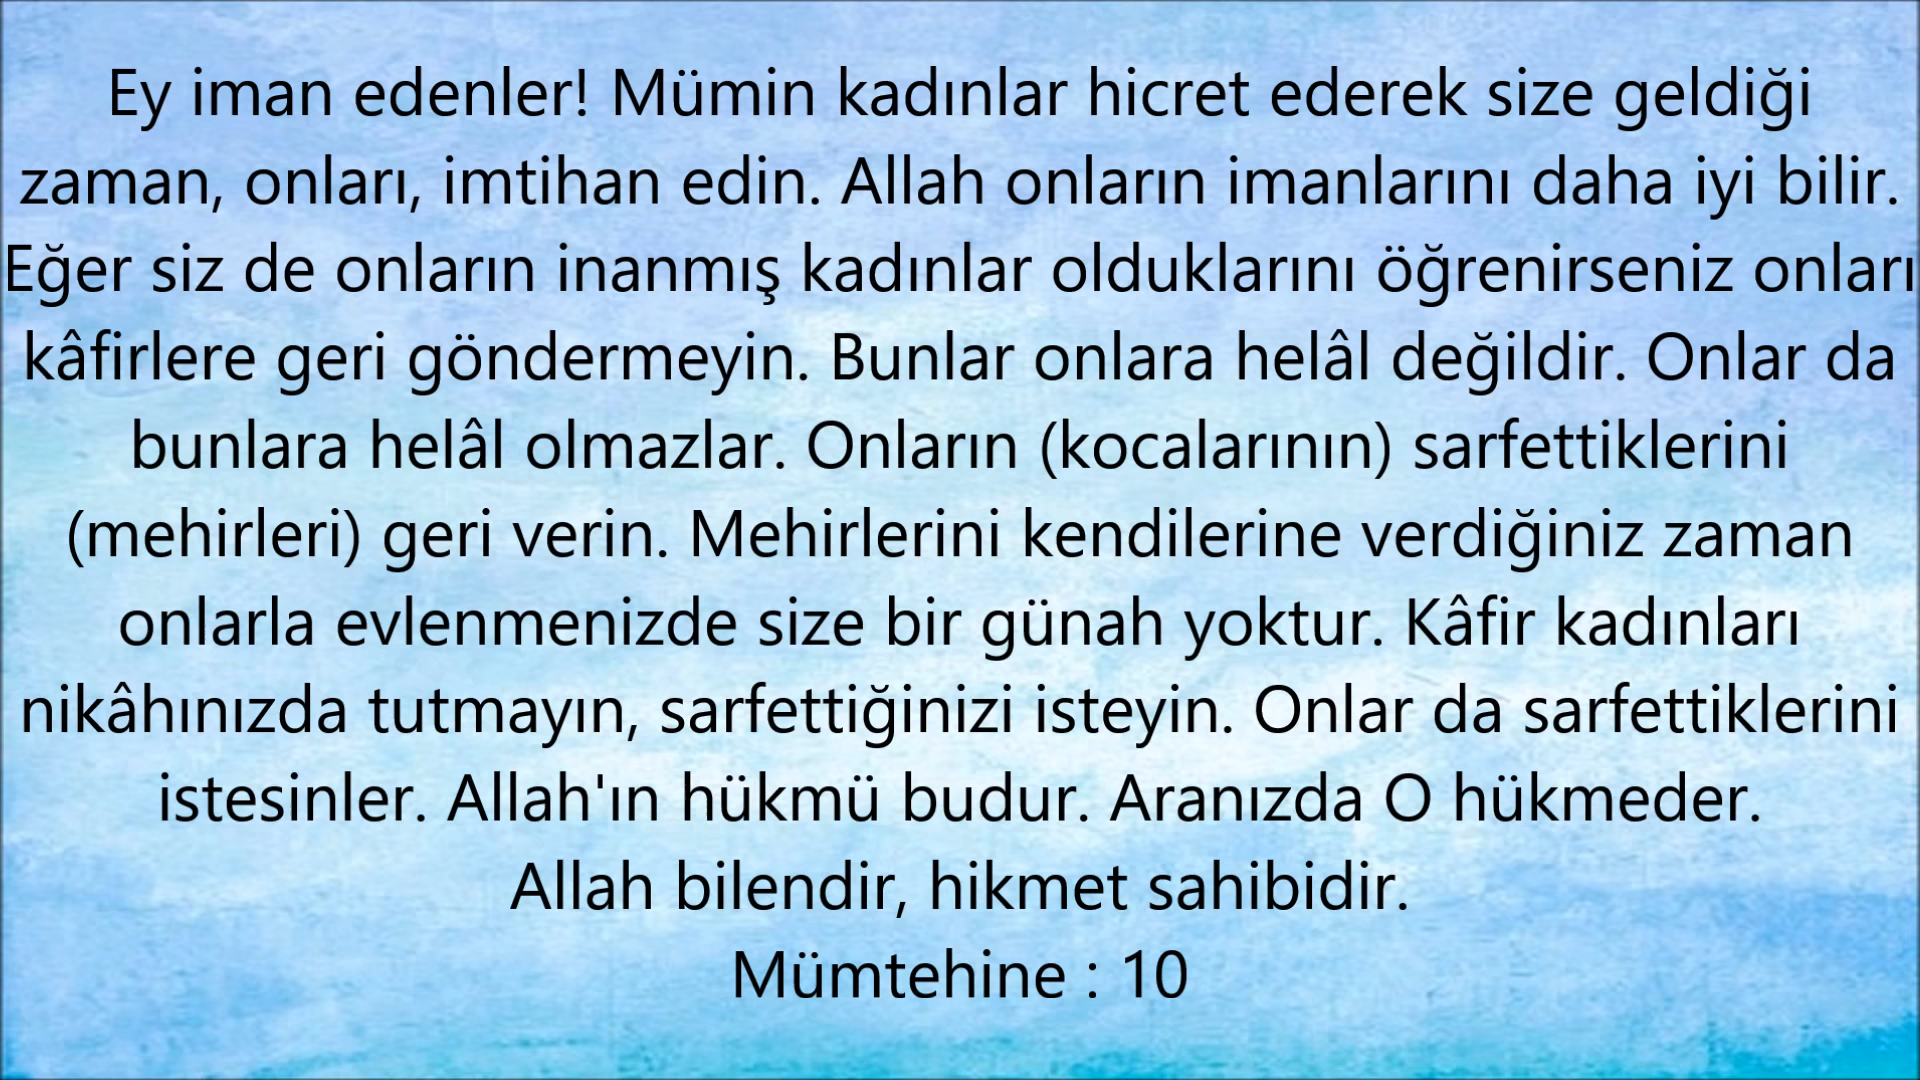 Ey iman edenler! Mümin kadınlar hicret ederek size geldiği
zaman, onları, imtihan edin. Allah onların imanlarını daha iyi bilir.
Eğer siz de onların inanmış kadınlar olduklarını öğrenirseniz onları
kâfirlere geri göndermeyin. Bunlar onlara helâl değildir. Onlar da
bunlara helâl olmazlar. Onların (kocalarının) sarfettiklerini
(mehirleri) geri verin. Mehirlerini kendilerine verdiğiniz zaman
onlarla evlenmenizde size bir günah yoktur. Kâfir kadınları
nikâhınızda tutmayın, sarfettiğinizi isteyin. Onlar da sarfettiklerini
istesinler. Allah'ın hükmü budur. Aranızda O hükmeder.
Allah bilendir, hikmet sahibidir.
Mümtehine : 10